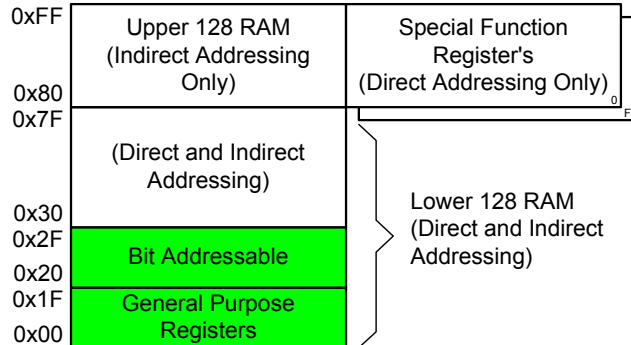 0xFF
Upper 128 RAM
(Indirect Addressing
Only)
0x80
Special Function
Register's
(Direct Addressing Only)
0
F
0x7F
(Direct and Indirect
Addressing)
0x30
Lower 128 RAM
(Direct and Indirect
Addressing)
0x2F
Bit Addressable
0x20
0x1F
General Purpose
Registers
0x00